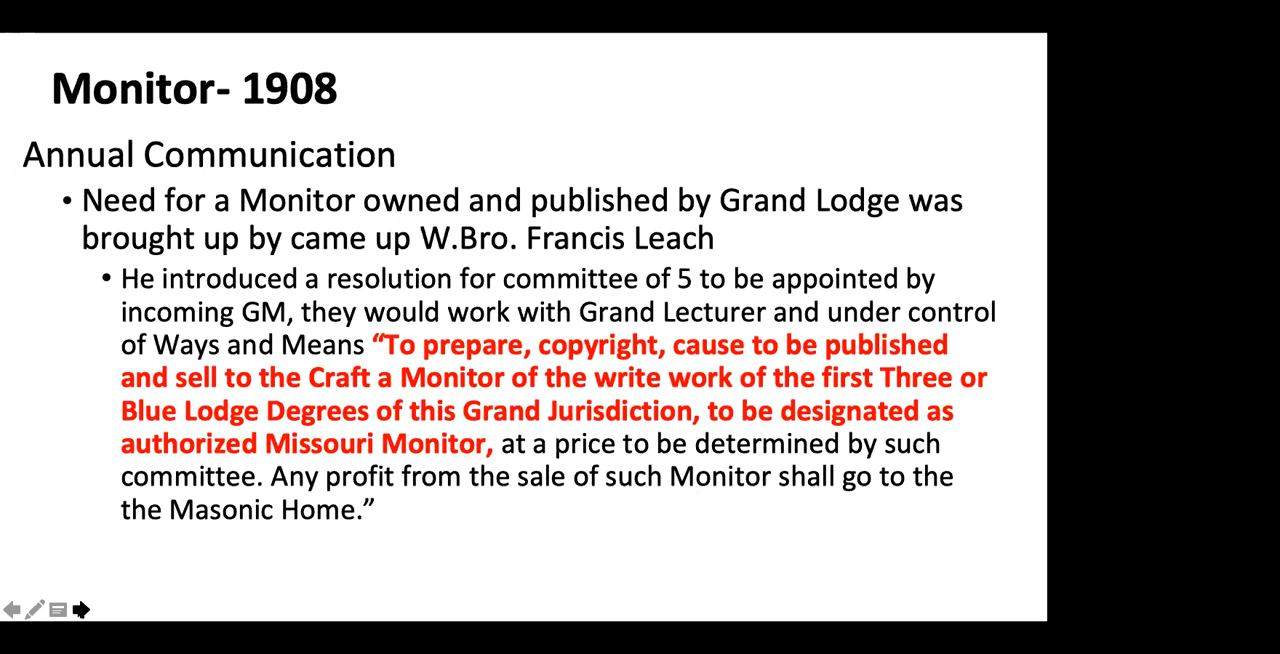 Monitor- 1908
Annual Communication
• Need for a Monitor owned and published by Grand Lodge was
brought up by came up W.Bro. Francis Leach
• He introduced a resolution for committee of 5 to be appointed by
incoming GM, they would work with Grand Lecturer and under control
of Ways and Means “To prepare, copyright, cause to be published
and sell to the Craft a Monitor of the write work of the first Three or
Blue Lodge Degrees of this Grand Jurisdiction, to be designated as
authorized Missouri Monitor, at a price to be determined by such
committee. Any profit from the sale of such Monitor shall go to the
the Masonic Home.”